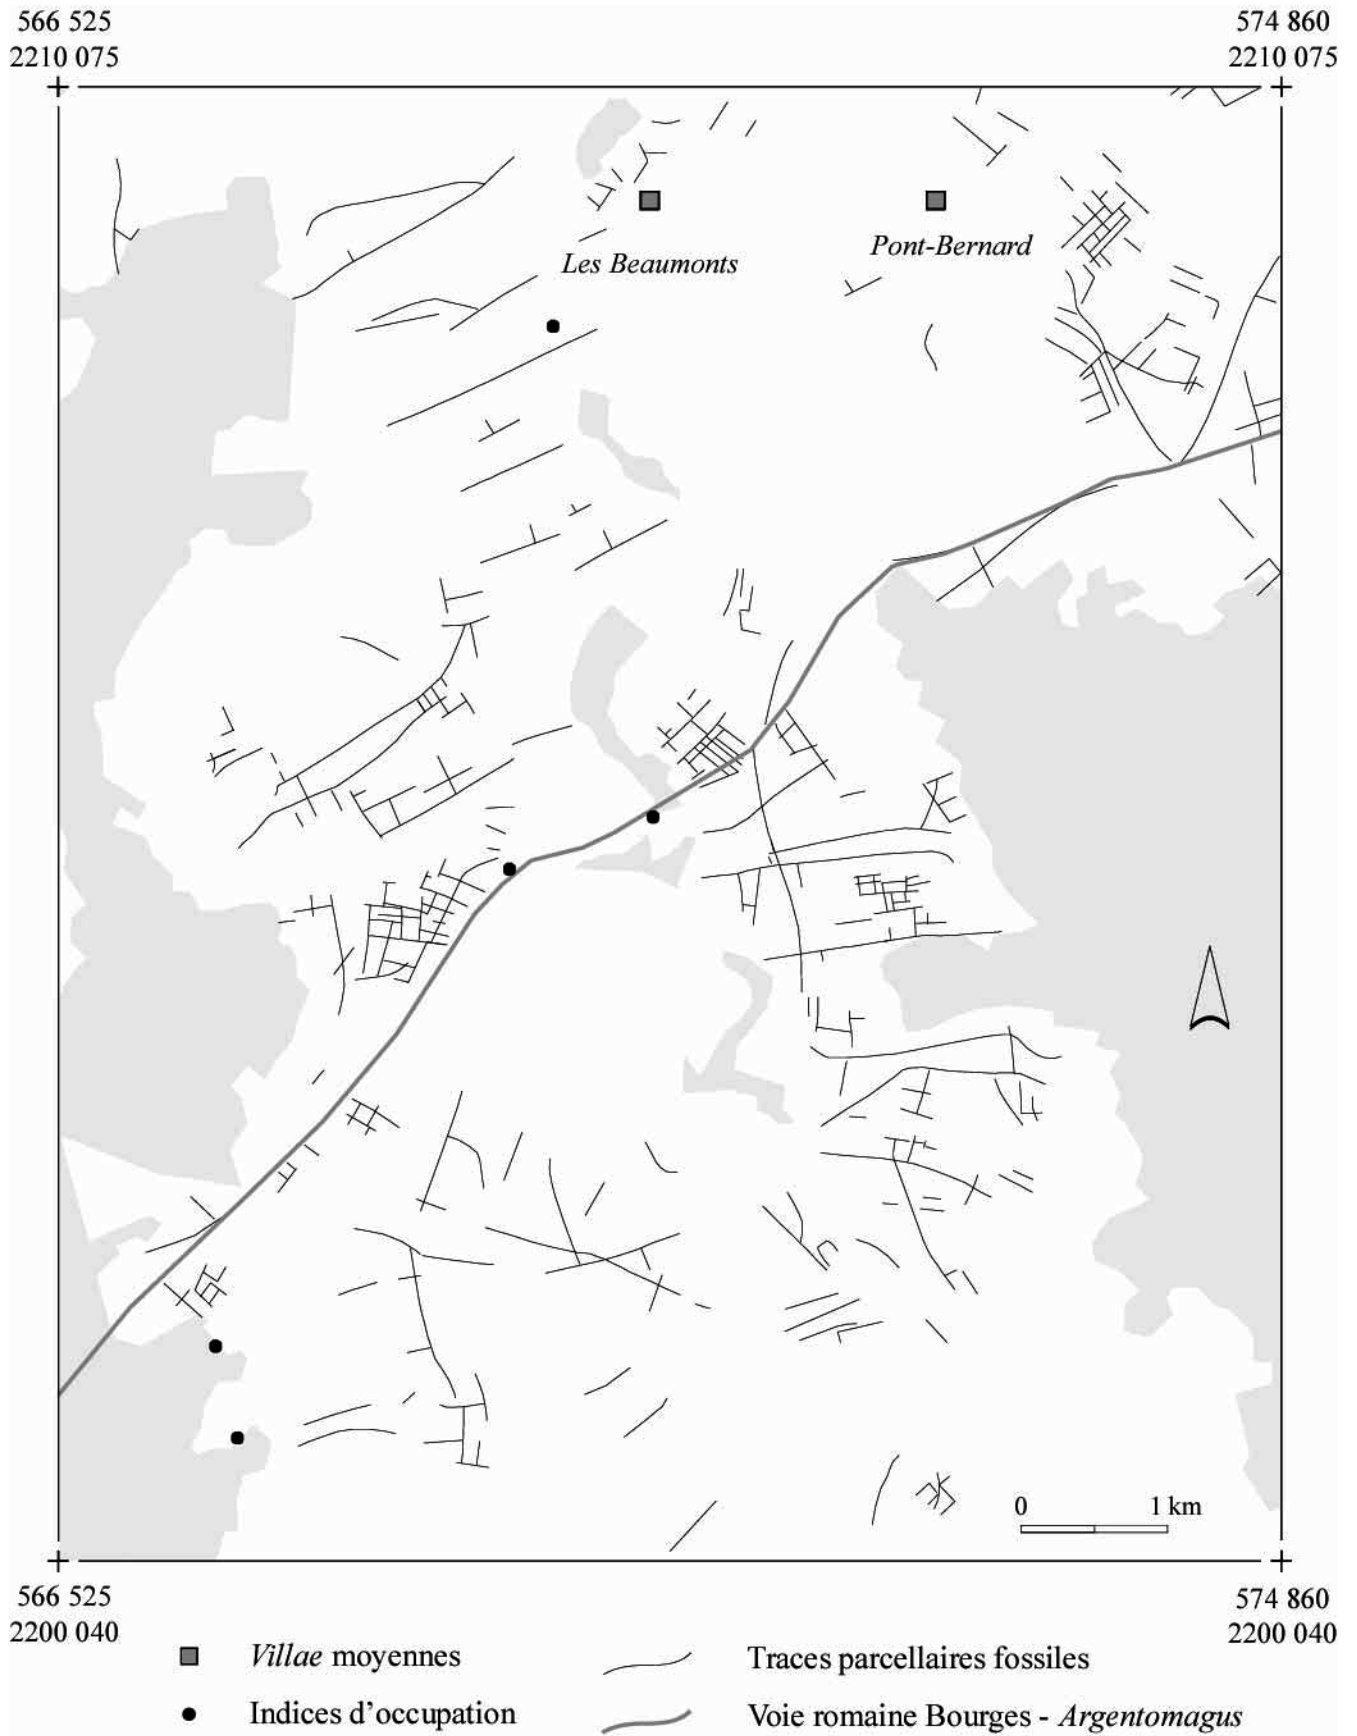 566 525
2210 075
574 860
2210 075
Les Beaumonts
Pont-Bernard
0 1 km
566 525
2200 040
574 860
2200 040
Villae moyennes
Traces parcellaires fossiles
Indices d'occupation
Voie romaine Bourges - Argentomagus